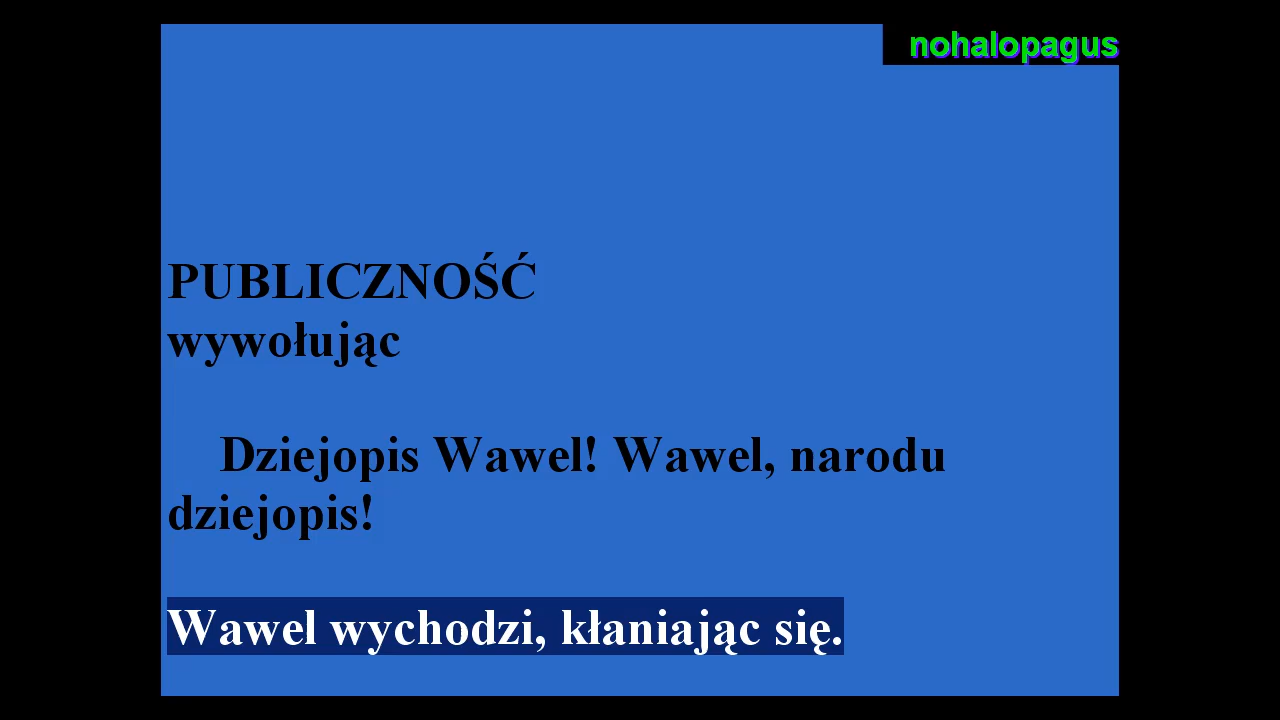 nohalopagus
PUBLICZNOŚĆ
wywołując
Dziejopis Wawel! Wawel, narodu
dziejopis!
Wawel wychodzi, kłaniając się.